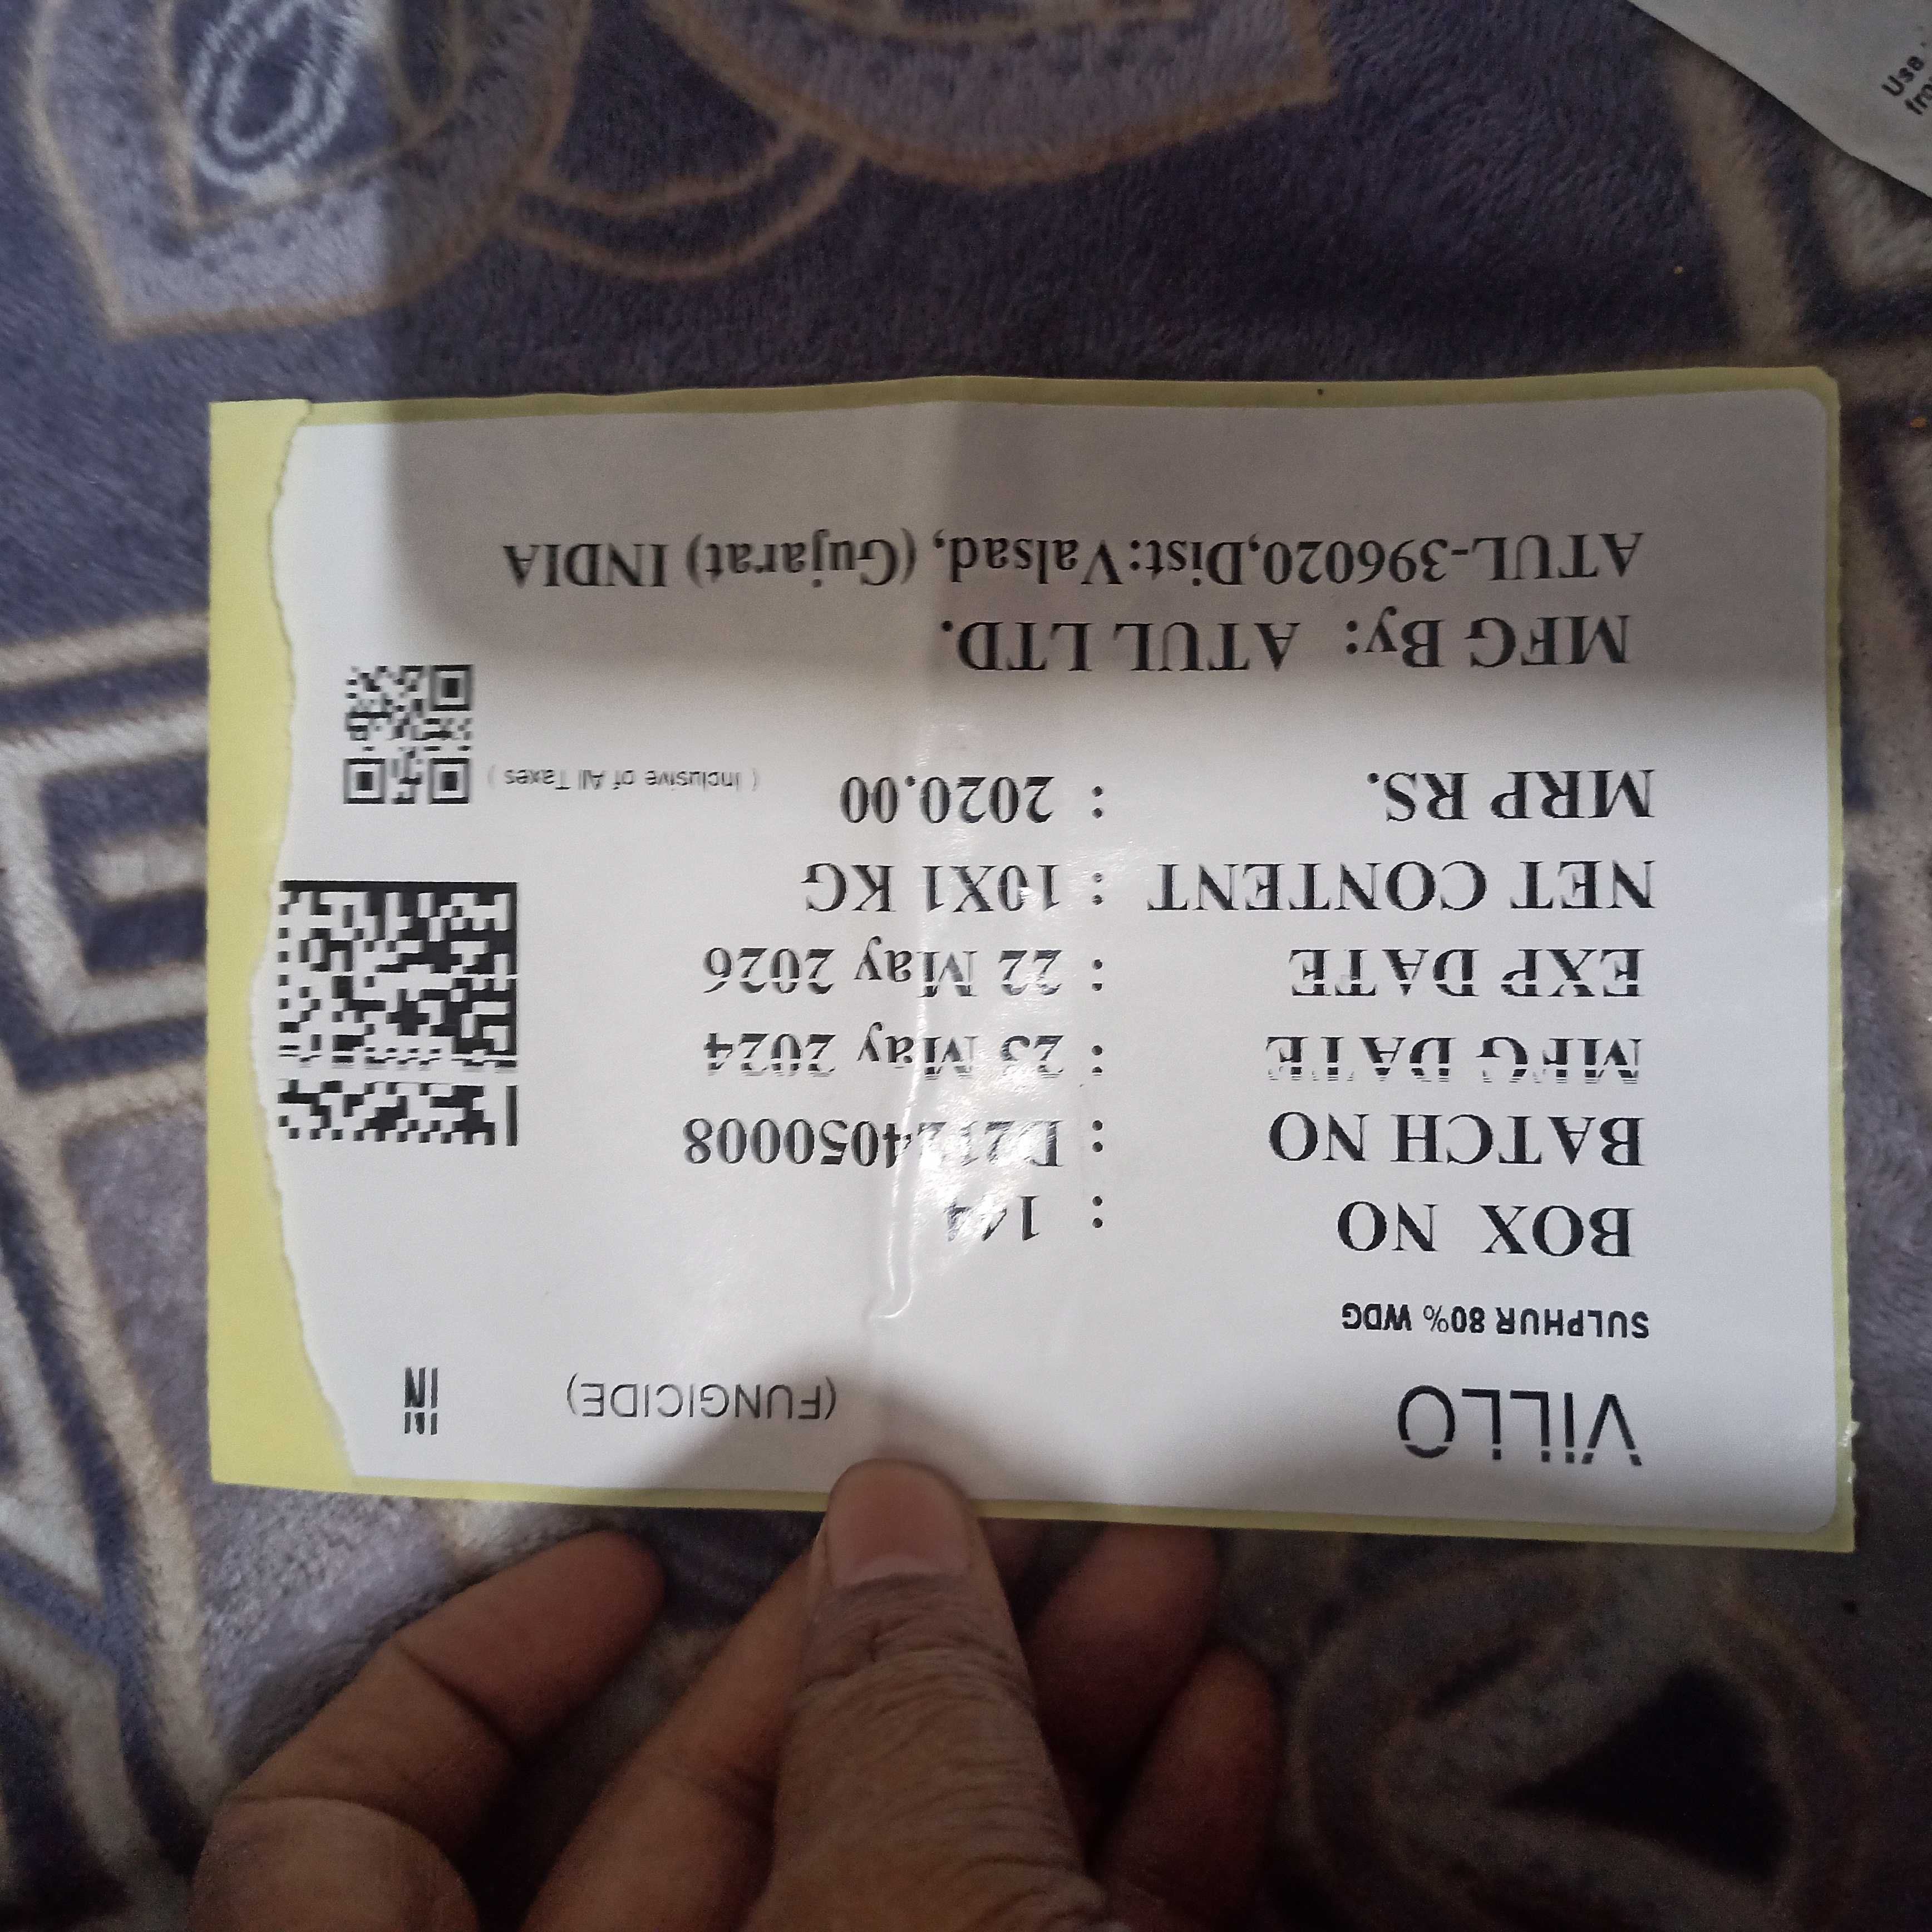 VILLO (FUNGICIDE) IN
SULPHUR 80% WDG
BOX NO : 144
BATCH NO :
MFG DATE : 23 May 2024
EXP DATE : 22 May 2026
NET CONTENT : 10X1 KG
MRP RS. : 2020.00 ( Inclusive of All Taxes )
MFG By: ATUL LTD.
ATUL-396020,Dist:Valsad, (Gujarat) INDIA
Use